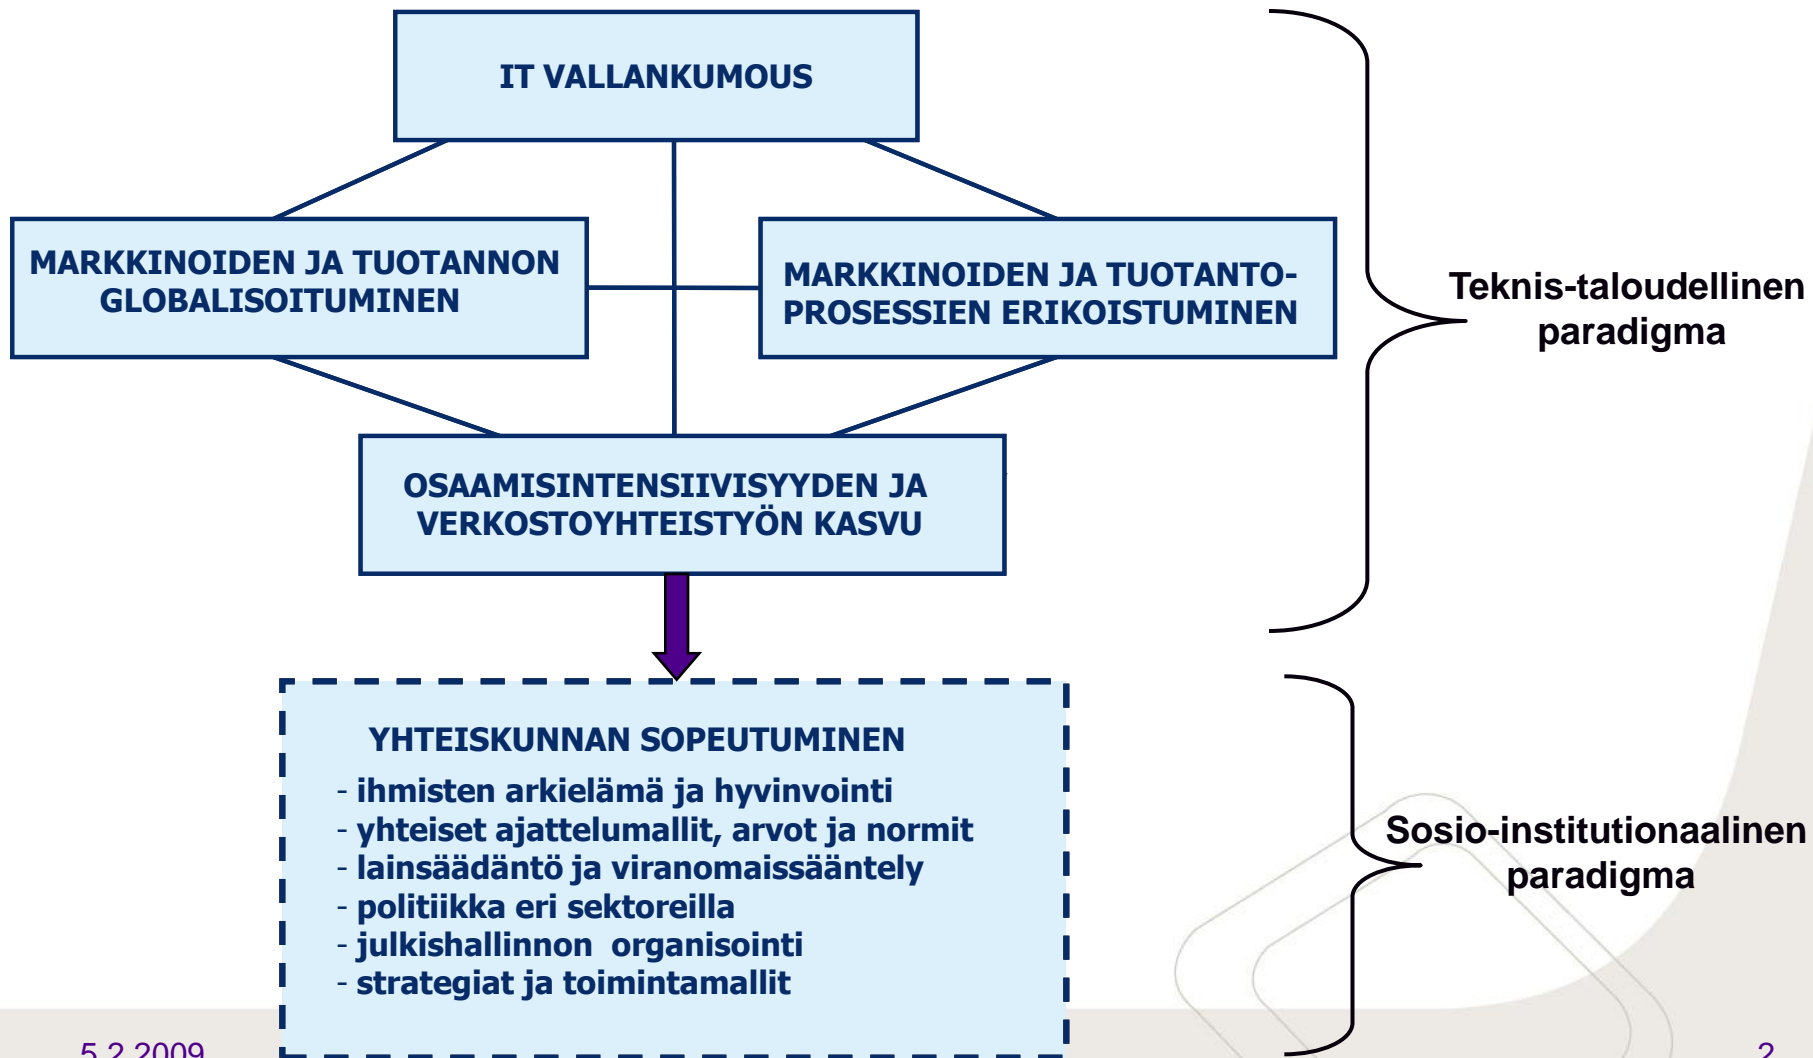 IT VALLANKUMOUS
MARKKINOIDEN JA TUOTANNON
GLOBALISOITUMINEN
MARKKINOIDEN JA TUOTANTO-
PROSESSIEN ERIKOISTUMINEN
Teknis-taloudellinen
paradigma
OSAAMISINTENSIIVISYYDEN JA
VERKOSTOYHTEISTYÖN KASVU
YHTEISKUNNAN SOPEUTUMINEN
- ihmisten arkielämä ja hyvinvointi
- yhteiset ajattelumallit, arvot ja normit
- lainsäädäntö ja viranomaissääntely
- politiikka eri sektoreilla
- julkishallinnon organisointi
- strategiat ja toimintamallit
Sosio-institutionaalinen
paradigma
5.2.2009
2